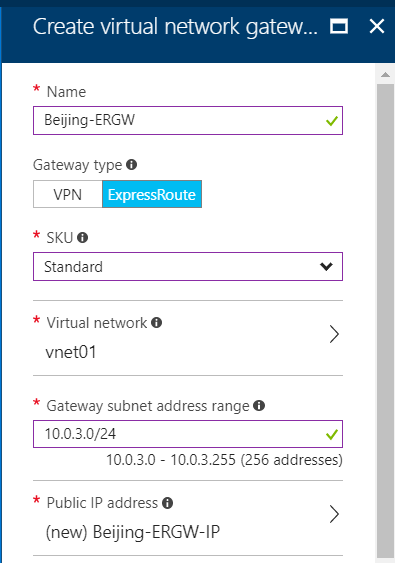 Create virtual network gatew...
* Name
Beijing-ERGW
Gateway type
VPN ExpressRoute
* SKU
Standard
* Virtual network
vnet01
* Gateway subnet address range
10.0.3.0/24
10.0.3.0 - 10.0.3.255 (256 addresses)
* Public IP address
(new) Beijing-ERGW-IP